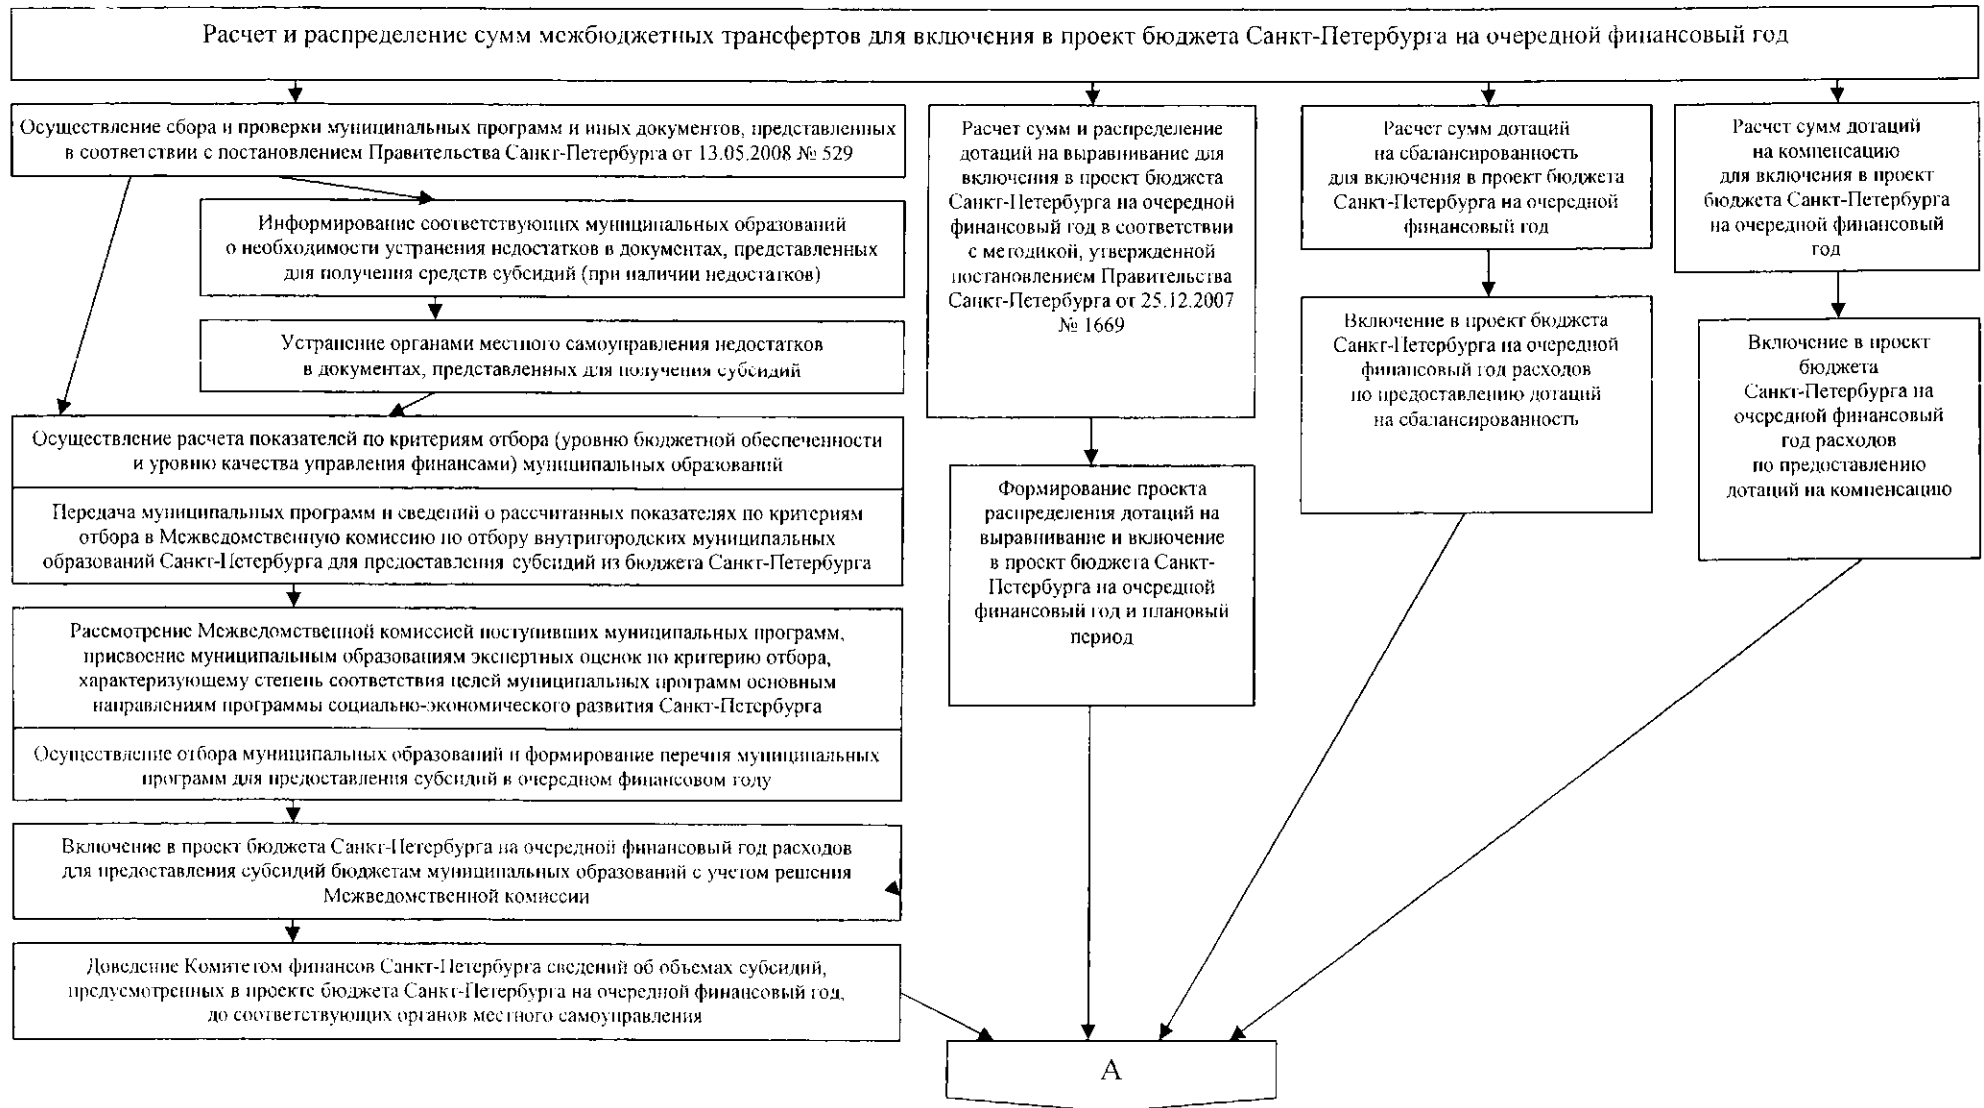 Расчет и распределение сумм межбюджетных трансфертов для включения в проект бюджета Санкт-Петербурга на очередной финансовый год
Осуществление сбора и проверки муниципальных программ и иных документов, представленных
в соответствии с постановлением Правительства Санкт-Петербурга от 13.05.2008 № 529
Информирование соответствующих муниципальных образований
о необходимости устранения недостатков в документах, представленных
для получения средств субсидий (при наличии недостатков)
Устранение органами местного самоуправления недостатков
в документах, представленных для получения субсидий
Осуществление расчета показателей по критериям отбора (уровню бюджетной обеспеченности
и уровню качества управления финансами) муниципальных образований
Передача муниципальных программ и сведений о рассчитанных показателях по критериям
отбора в Межведомственную комиссию по отбору внутригородских муниципальных
образований Санкт-Петербурга для предоставления субсидий из бюджета Санкт-Петербурга
Рассмотрение Межведомственной комиссией поступивших муниципальных программ,
присвоение муниципальным образованиям экспертных оценок по критерию отбора,
характеризующему степень соответствия целей муниципальных программ основным
направлениям программы социально-экономического развития Санкт-Петербурга
Осуществление отбора муниципальных образований и формирование перечня муниципальных
программ для предоставления субсидий в очередном финансовом году
Включение в проект бюджета Санкт-Петербурга на очередной финансовый год расходов
для предоставления субсидий бюджетам муниципальных образований с учетом решения
Межведомственной комиссии
Доведение Комитетом финансов Санкт-Петербурга сведений об объемах субсидий,
предусмотренных в проекте бюджета Санкт-Петербурга на очередной финансовый год,
до соответствующих органов местного самоуправления
Расчет сумм и распределение
дотаций на выравнивание для
включения в проект бюджета
Санкт-Петербурга на очередной
финансовый год в соответствии
с методикой, утвержденной
постановлением Правительства
Санкт-Петербурга от 25.12.2007
№ 1669
Формирование проекта
распределения дотаций на
выравнивание и включение
в проект бюджета Санкт-
Петербурга на очередной
финансовый год и плановый
период
Расчет сумм дотаций
на сбалансированность
для включения в проект бюджета
Санкт-Петербурга на очередной
финансовый год
Включение в проект бюджета
Санкт-Петербурга на очередной
финансовый год расходов
по предоставлению дотаций
на сбалансированность
Расчет сумм дотаций
на компенсацию
для включения в проект
бюджета Санкт-Петербурга
на очередной финансовый
год
Включение в проект
бюджета
Санкт-Петербурга на
очередной финансовый
год расходов
по предоставлению
дотаций на компенсацию
А